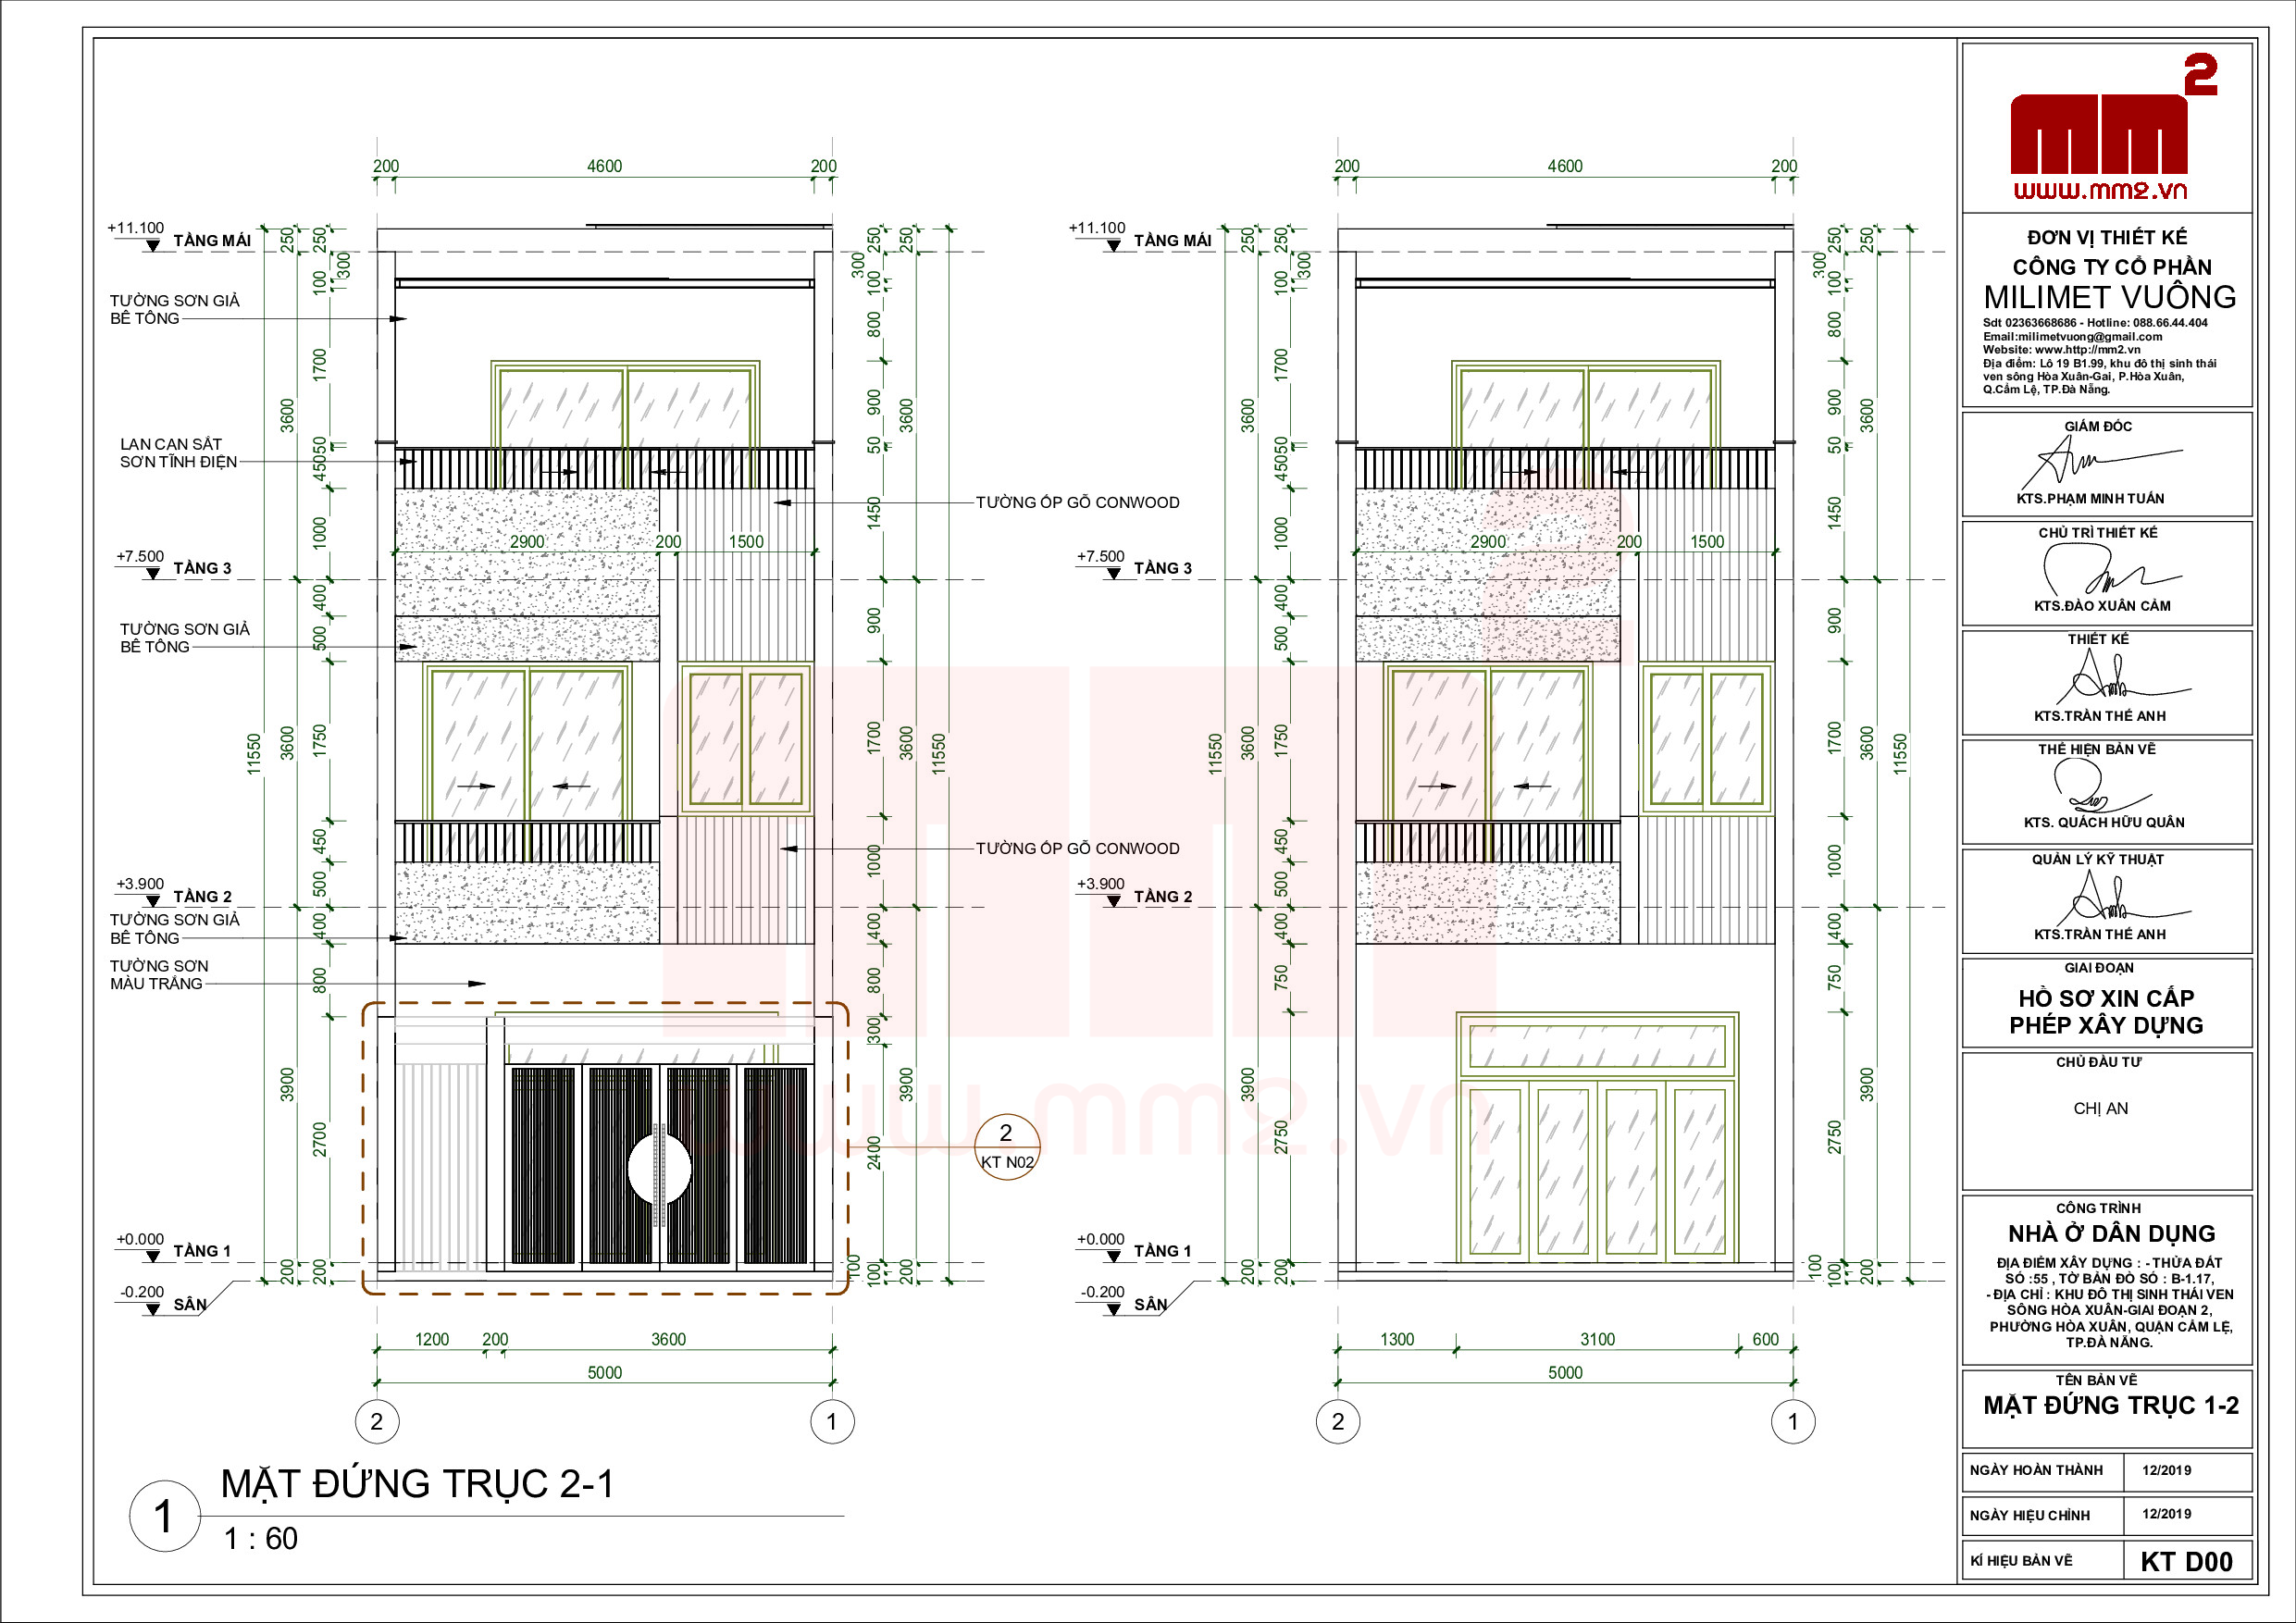 200 4600 200
+11.100 TẦNG MÁI
250 250 300 100
TƯỜNG SƠN GIẢ
BÊ TÔNG
1700
3600
LAN CAN SẮT
SƠN TĨNH ĐIỆN
450 50
1000
2900 200 1500
+7.500 TẦNG 3
400
TƯỜNG SƠN GIẢ
BÊ TÔNG
500
11550 3600 1750
450
500
+3.900 TẦNG 2
TƯỜNG SƠN GIẢ
BÊ TÔNG
400
TƯỜNG SƠN
MÀU TRẮNG
800
3900 2700
+0.000 TẦNG 1
200 200
-0.200 SÂN
300 250 250
100
800
900 3600
50
1450
TƯỜNG ỐP GỖ CONWOOD
900
1700 3600 11550
TƯỜNG ỐP GỖ CONWOOD
1000
400
800
300
3900
2400
2
KT N02
100 100 200
1200 200 3600
5000
2 1
1
MẶT ĐỨNG TRỤC 2-1
1 : 60
200 4600 200
+11.100 TẦNG MÁI
250 250 300 100
1700
3600
450 50
1000
2900 200 1500
+7.500 TẦNG 3
400
500
11550 3600 1750
450
500
+3.900 TẦNG 2
400
750
3900 2750
+0.000 TẦNG 1
200 200
-0.200 SÂN
300 250 250
100
800
900 3600
50
1450
900
1700 3600 11550
1000
400
750
3900
2750
100 100 200
1300 3100 600
5000
2 1
www.mm2.vn
mm2
www.mm2.vn
ĐƠN VỊ THIẾT KẾ
CÔNG TY CỔ PHẦN
MILIMET VUÔNG
Sdt 02363668686 - Hotline: 088.66.44.404
Email:milimetvuong@gmail.com
Website: www.http://mm2.vn
Địa điểm: Lô 19 B1.99, khu đô thị sinh thái
ven sông Hòa Xuân-Gai, P.Hòa Xuân,
Q.Cẩm Lệ, TP.Đà Nẵng.
GIÁM ĐỐC
KTS.PHẠM MINH TUẤN
CHỦ TRÌ THIẾT KẾ
KTS.ĐÀO XUÂN CẢM
THIẾT KẾ
KTS.TRẦN THẾ ANH
THỂ HIỆN BẢN VẼ
KTS. QUÁCH HỮU QUÂN
QUẢN LÝ KỸ THUẬT
KTS.TRẦN THẾ ANH
GIAI ĐOẠN
HỒ SƠ XIN CẤP
PHÉP XÂY DỰNG
CHỦ ĐẦU TƯ
CHỊ AN
CÔNG TRÌNH
NHÀ Ở DÂN DỤNG
ĐỊA ĐIỂM XÂY DỰNG : - THỬA ĐẤT
SỐ :55 , TỜ BẢN ĐỒ SỐ : B-1.17,
- ĐỊA CHỈ : KHU ĐÔ THỊ SINH THÁI VEN
SÔNG HÒA XUÂN-GIAI ĐOẠN 2,
PHƯỜNG HÒA XUÂN, QUẬN CẨM LỆ,
TP.ĐÀ NẴNG.
TÊN BẢN VẼ
MẶT ĐỨNG TRỤC 1-2
NGÀY HOÀN THÀNH 12/2019
NGÀY HIỆU CHỈNH 12/2019
KÍ HIỆU BẢN VẼ KT D00